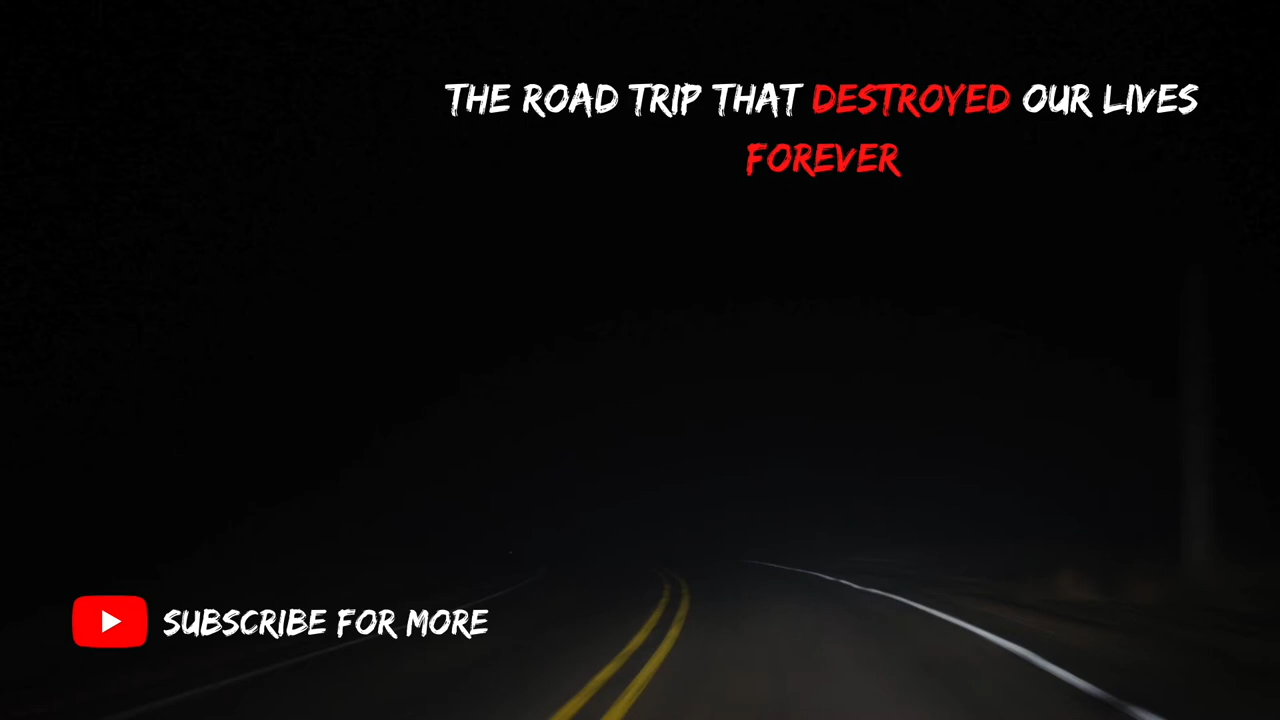 THE ROAD TRIP THAT DESTROYED OUR LIVES
FOREVER
SUBSCRIBE FOR MORE